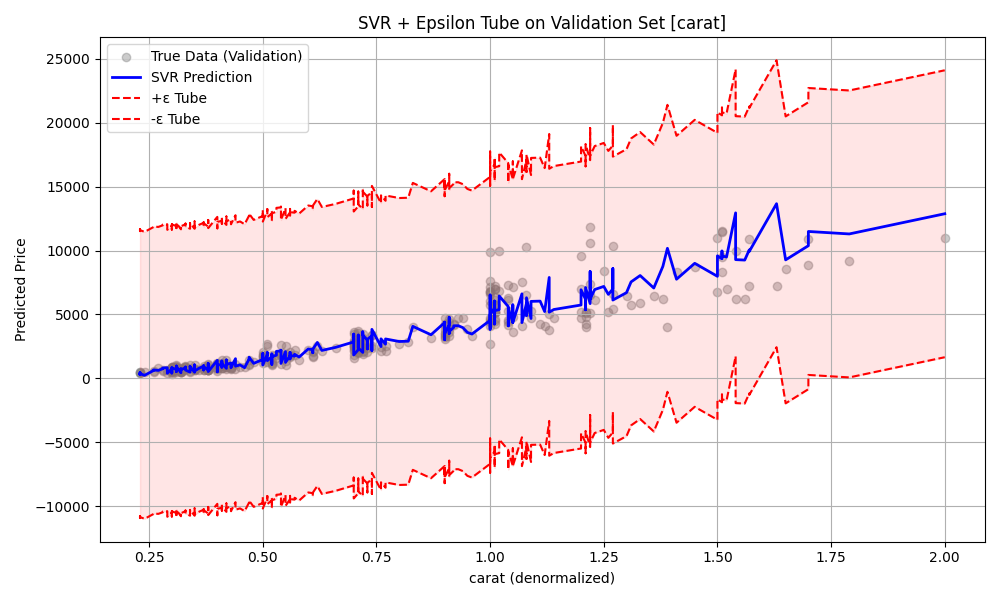 SVR + Epsilon Tube on Validation Set [carat]
True Data (Validation)
SVR Prediction
+ε Tube
-ε Tube
25000
20000
15000
10000
5000
0
−5000
−10000
Predicted Price
0.25
0.50
0.75
1.00
1.25
1.50
1.75
2.00
carat (denormalized)